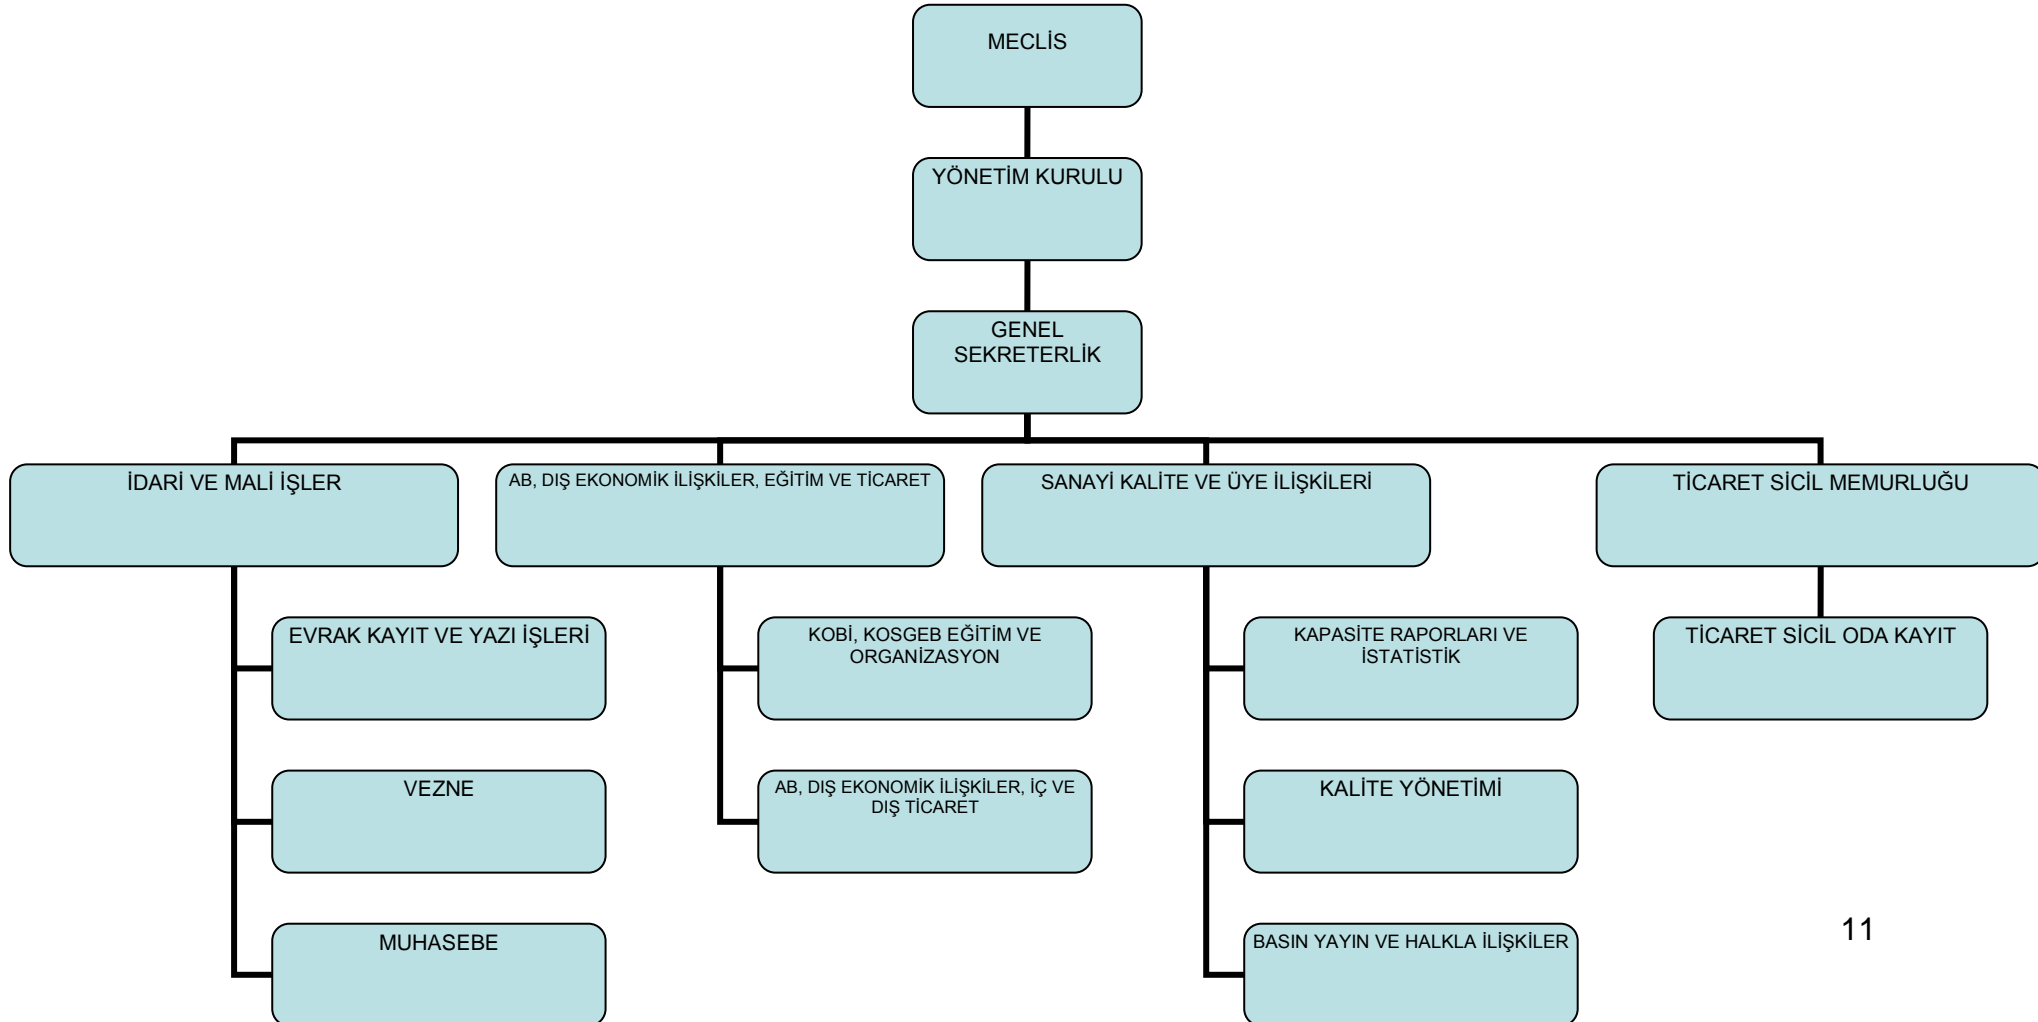 MECLİS
YÖNETİM KURULU
GENEL
SEKRETERLİK
İDARİ VE MALİ İŞLER
AB, DIŞ EKONOMİK İLİŞKİLER, EĞİTİM VE TİCARET
SANAYİ KALİTE VE ÜYE İLİŞKİLERİ
TİCARET SİCİL MEMURLUĞU
EVRAK KAYIT VE YAZI İŞLERİ
KOBİ, KOSGEB EĞİTİM VE
ORGANİZASYON
KAPASİTE RAPORLARI VE
İSTATİSTİK
TİCARET SİCİL ODA KAYIT
VEZNE
AB, DIŞ EKONOMİK İLİŞKİLER, İÇ VE
DIŞ TİCARET
KALİTE YÖNETİMİ
MUHASEBE
BASIN YAYIN VE HALKLA İLİŞKİLER
11